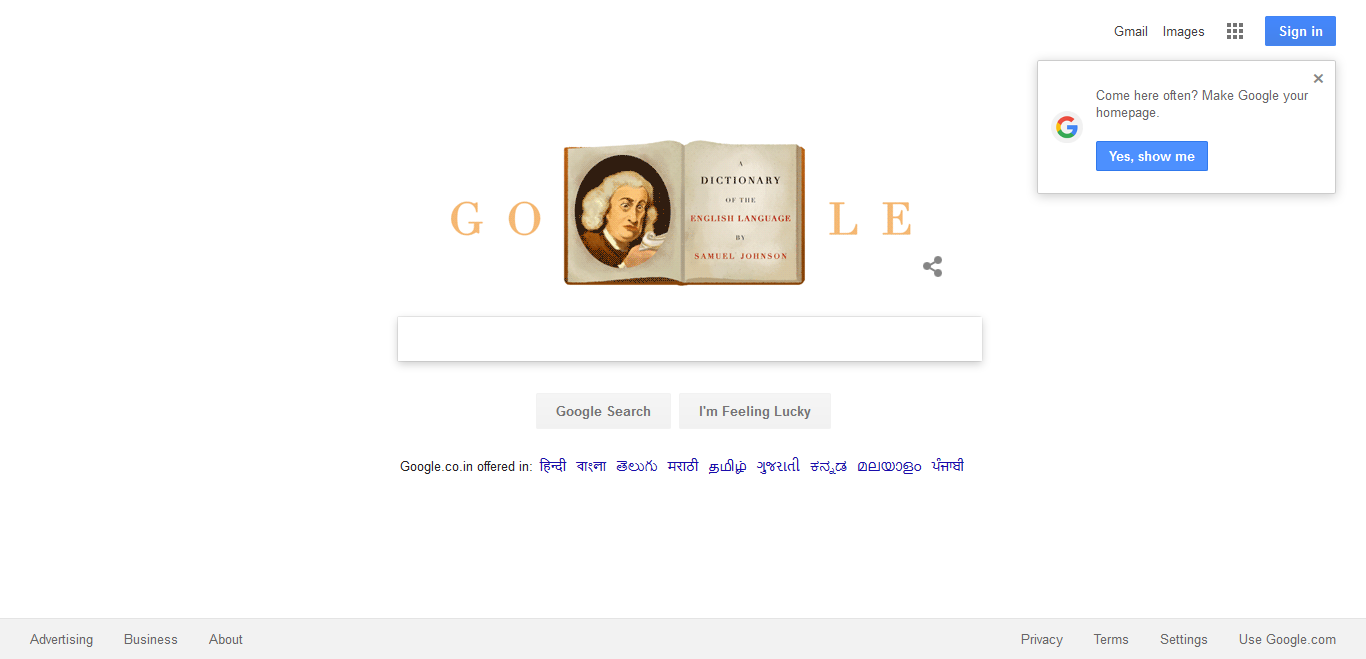 Gmail Images Sign in
Come here often? Make Google your
homepage.
Yes, show me
G O L E
A
DICTIONARY
OF THE
ENGLISH LANGUAGE
BY
SAMUEL JOHNSON
Google Search I'm Feeling Lucky
Google.co.in offered in: हिन्दी বাংলা తెలుగు मराठी தமிழ் ગુજરાતી ಕನ್ನಡ മലയാളം ਪੰਜਾਬੀ
Advertising Business About Privacy Terms Settings Use Google.com